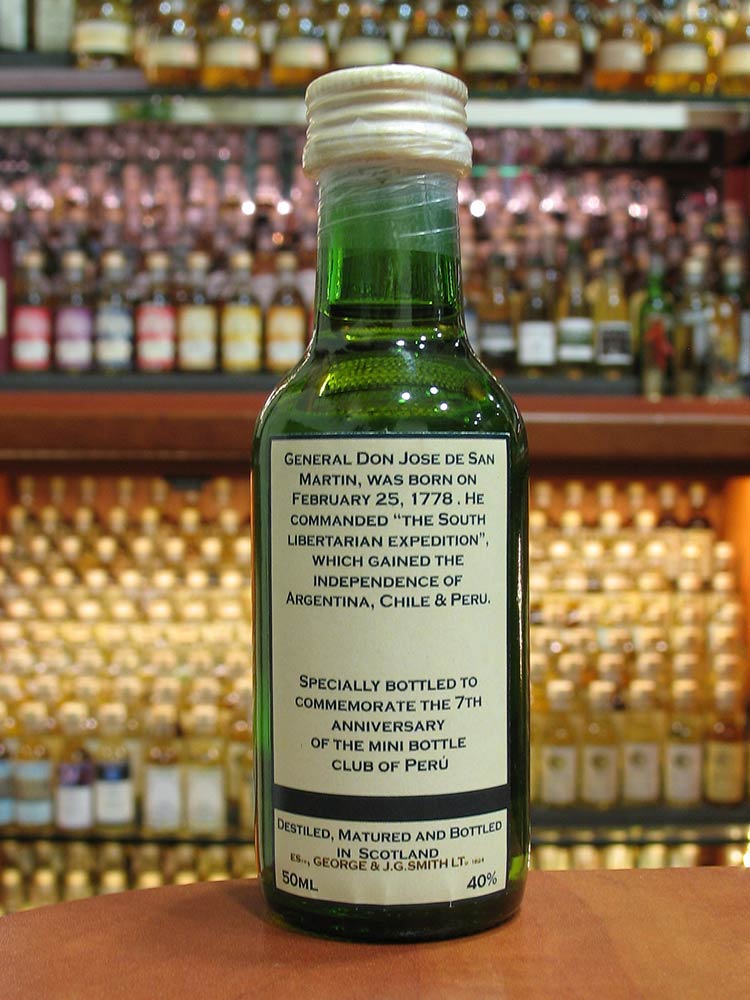 GENERAL DON JOSE DE SAN
MARTIN, WAS BORN ON
FEBRUARY 25, 1778 . HE
COMMANDED “THE SOUTH
LIBERTARIAN EXPEDITION”,
WHICH GAINED THE
INDEPENDENCE OF
ARGENTINA, CHILE & PERU.
SPECIALLY BOTTLED TO
COMMEMORATE THE 7TH
ANNIVERSARY
OF THE MINI BOTTLE
CLUB OF PERÚ
DESTILED, MATURED AND BOTTLED
IN SCOTLAND
GEORGE & J.G.SMITH LT
50ML 40%